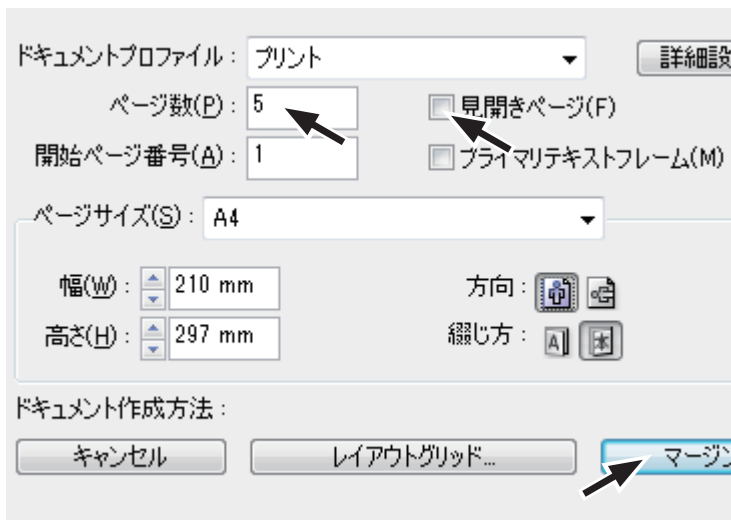 ドキュメントプロファイル： プリント 詳細設
ページ数(P)： 5 見開きページ(F)
開始ページ番号(A)： 1 プライマリテキストフレーム(M)
ページサイズ(S)： A4
幅(W)： 210 mm 方向：
高さ(H)： 297 mm 綴じ方： A 本
ドキュメント作成方法：
キャンセル レイアウトグリッド... マージン